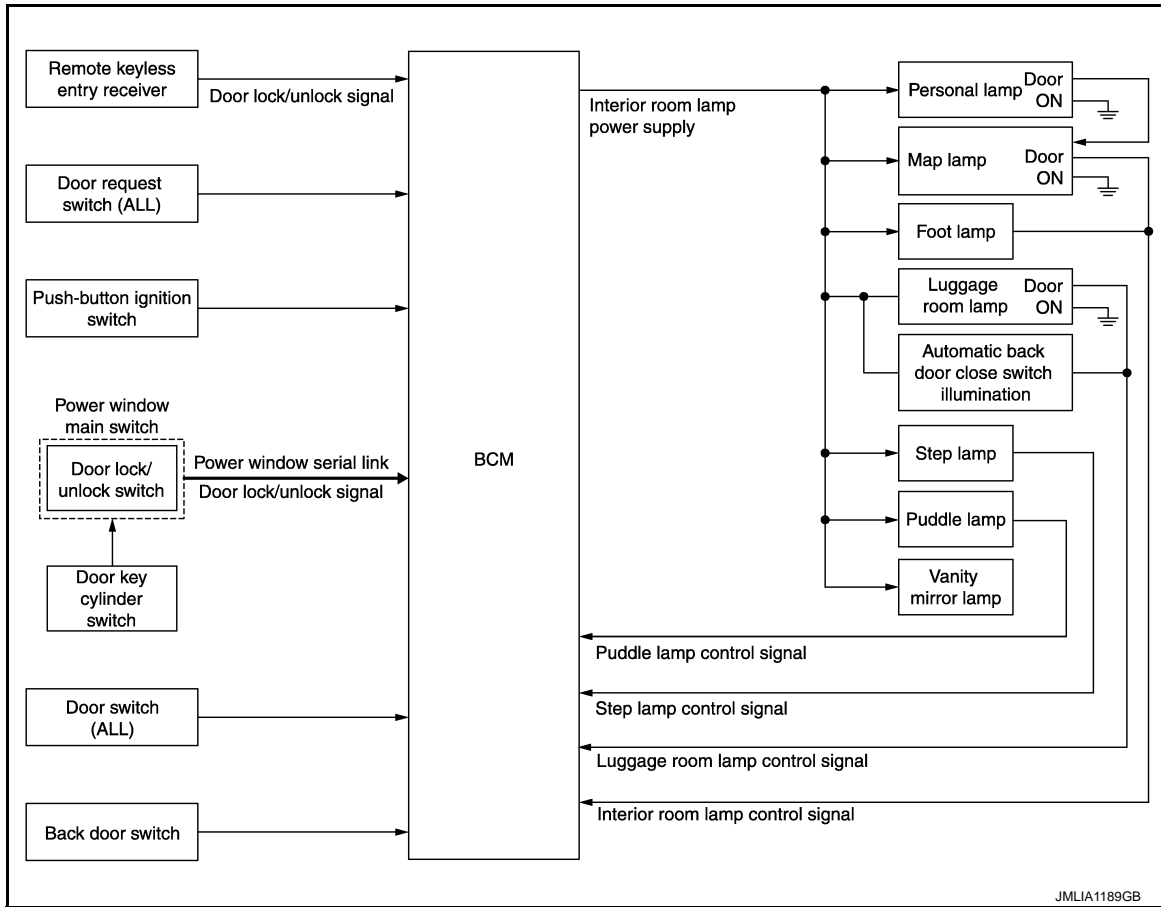 Remote keyless
entry receiver
Door lock/unlock signal
Door request
switch (ALL)
Push-button ignition
switch
Power window
main switch
Door lock/
unlock switch
Power window serial link
Door lock/unlock signal
Door key
cylinder
switch
Door switch
(ALL)
Back door switch
BCM
Interior room lamp
power supply
Personal lamp
Door
ON
Map lamp
Door
ON
Foot lamp
Luggage
room lamp
Door
ON
Automatic back
door close switch
illumination
Step lamp
Puddle lamp
Vanity
mirror lamp
Puddle lamp control signal
Step lamp control signal
Luggage room lamp control signal
Interior room lamp control signal
JMLIA1189GB